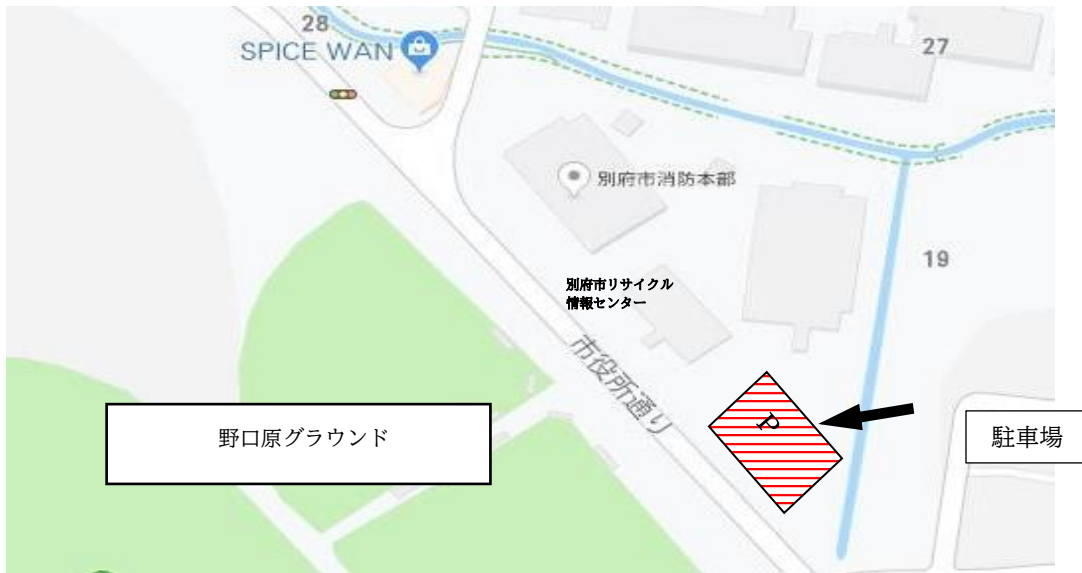 28
SPICE WAN
27
別府市消防本部
19
別府市リサイクル
情報センター
市役所通り
P
野口原グラウンド
駐車場